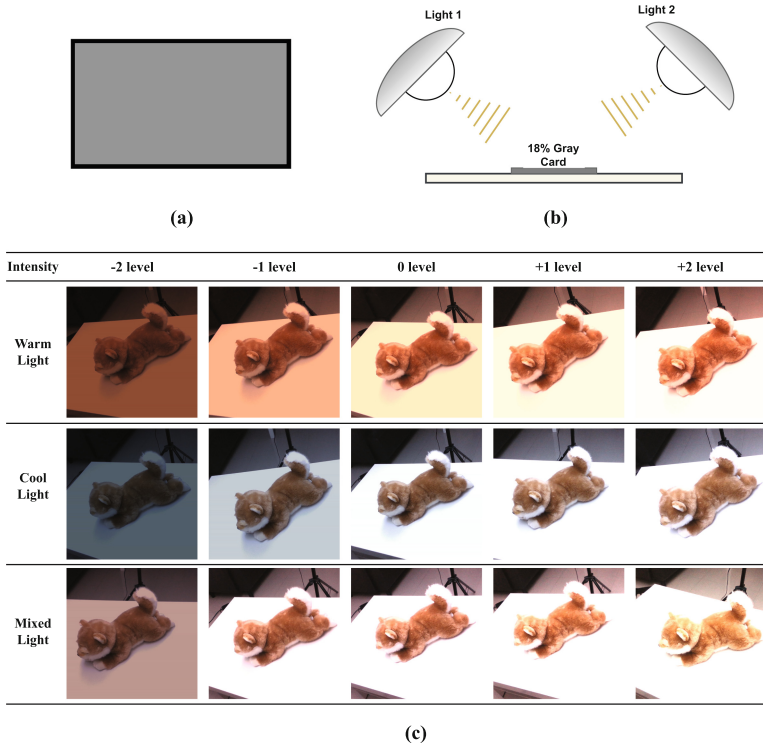 Light 1
Light 2
18% Gray
Card
(a)
(b)
Intensity
-2 level
-1 level
0 level
+1 level
+2 level
Warm
Light
Cool
Light
Mixed
Light
(c)